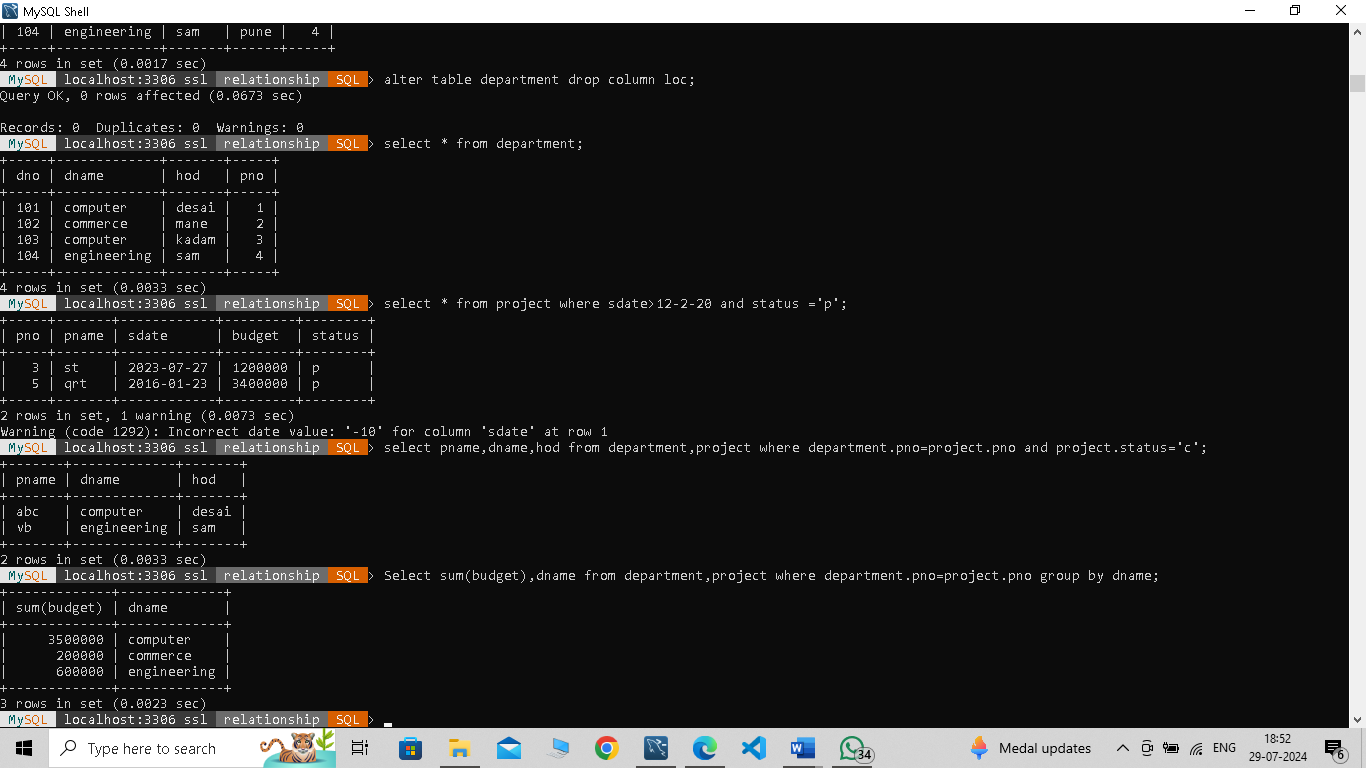 MySQL Shell
| 104 | engineering | sam   | pune |   4 |
+-----+-------------+-------+------+-----+
4 rows in set (0.0017 sec)
MySQL localhost:3306 ssl relationship SQL > alter table department drop column loc;
Query OK, 0 rows affected (0.0673 sec)
Records: 0  Duplicates: 0  Warnings: 0
MySQL localhost:3306 ssl relationship SQL > select * from department;
+-----+-------------+-------+-----+
| dno | dname       | hod   | pno |
+-----+-------------+-------+-----+
| 101 | computer    | desai |   1 |
| 102 | commerce    | mane  |   2 |
| 103 | computer    | kadam |   3 |
| 104 | engineering | sam   |   4 |
+-----+-------------+-------+-----+
4 rows in set (0.0033 sec)
MySQL localhost:3306 ssl relationship SQL > select * from project where sdate>12-2-20 and status ='p';
+-----+-------+------------+---------+--------+
| pno | pname | sdate      | budget  | status |
+-----+-------+------------+---------+--------+
|   3 | st    | 2023-07-27 | 1200000 | p      |
|   5 | qrt   | 2016-01-23 | 3400000 | p      |
+-----+-------+------------+---------+--------+
2 rows in set, 1 warning (0.0073 sec)
Warning (code 1292): Incorrect date value: '-10' for column 'sdate' at row 1
MySQL localhost:3306 ssl relationship SQL > select pname,dname,hod from department,project where department.pno=project.pno and project.status='c';
+-------+-------------+-------+
| pname | dname       | hod   |
+-------+-------------+-------+
| abc   | computer    | desai |
| vb    | engineering | sam   |
+-------+-------------+-------+
2 rows in set (0.0033 sec)
MySQL localhost:3306 ssl relationship SQL > Select sum(budget),dname from department,project where department.pno=project.pno group by dname;
+-------------+-------------+
| sum(budget) | dname       |
+-------------+-------------+
|     3500000 | computer    |
|      200000 | commerce    |
|      600000 | engineering |
+-------------+-------------+
3 rows in set (0.0023 sec)
MySQL localhost:3306 ssl relationship SQL >
Type here to search
34
Medal updates
ENG
18:52
29-07-2024
6